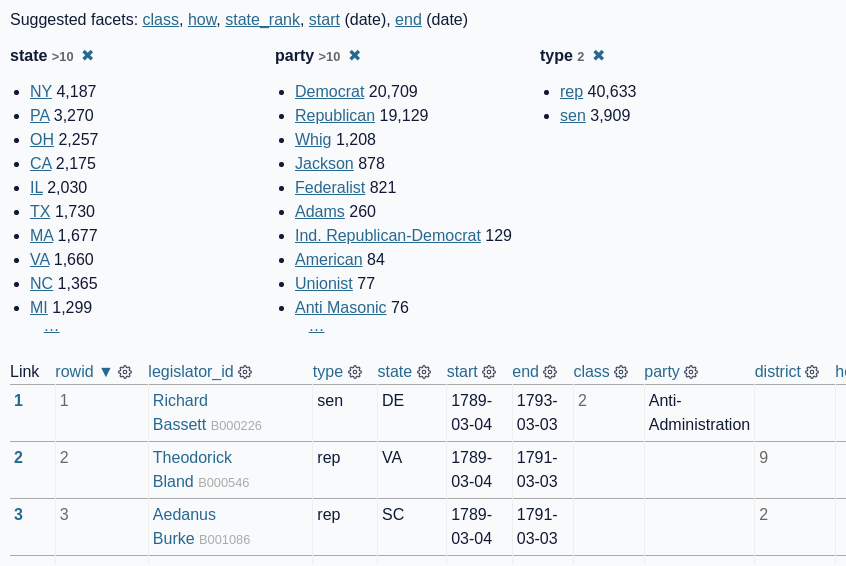 Suggested facets: class, how, state_rank, start (date), end (date)
state >10 ✖
NY 4,187
PA 3,270
OH 2,257
CA 2,175
IL 2,030
TX 1,730
MA 1,677
VA 1,660
NC 1,365
MI 1,299
…
party >10 ✖
Democrat 20,709
Republican 19,129
Whig 1,208
Jackson 878
Federalist 821
Adams 260
Ind. Republican-Democrat 129
American 84
Unionist 77
Anti Masonic 76
…
type 2 ✖
rep 40,633
sen 3,909
Link rowid ▼ legislator_id type state start end class party district
1 1 Richard sen DE 1789- 1793- 2 Anti-
Bassett B000226 03-04 03-03 Administration
2 2 Theodorick rep VA 1789- 1791- 9
Bland B000546 03-04 03-03
3 3 Aedanus rep SC 1789- 1791- 2
Burke B001086 03-04 03-03